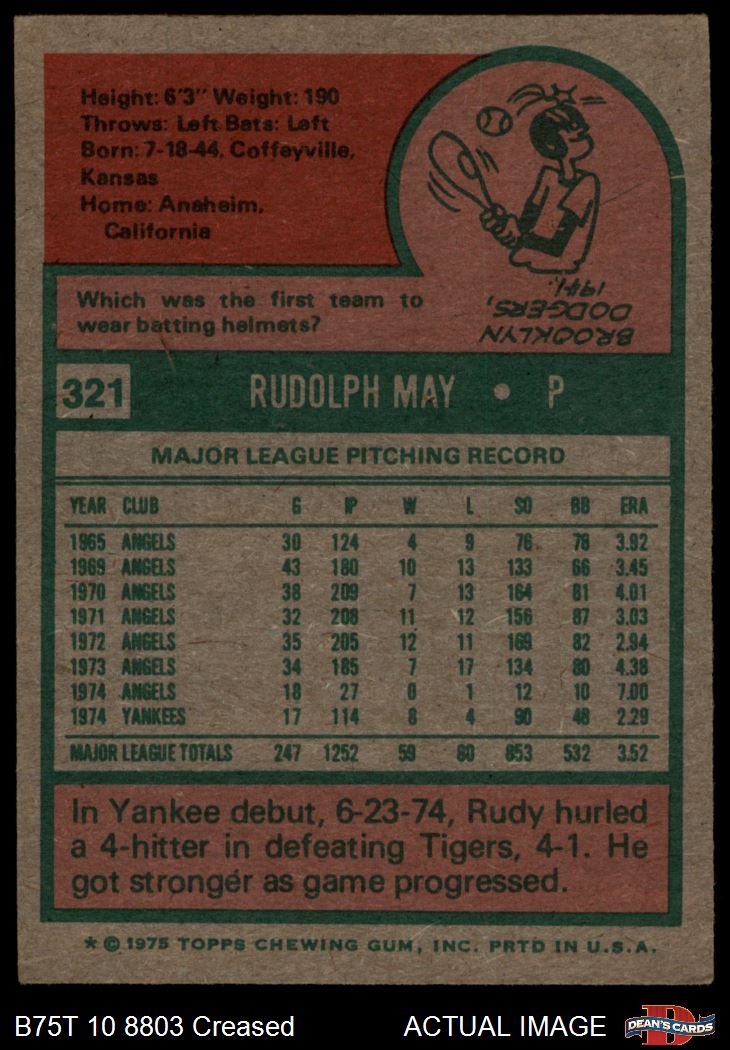 Height: 6'3" Weight: 190
Throws: Left Bats: Left
Born: 7-18-44, Coffeyville,
Kansas
Home: Anaheim,
California
Which was the first team to
wear batting helmets?
BROOKLYN
DODGERS,
1941.
321 RUDOLPH MAY • P
MAJOR LEAGUE PITCHING RECORD
YEAR CLUB G IP W L SO BB ERA
1965 ANGELS 30 124 4 9 76 78 3.92
1969 ANGELS 43 180 10 13 133 66 3.45
1970 ANGELS 38 209 7 13 164 81 4.01
1971 ANGELS 32 208 11 12 156 87 3.03
1972 ANGELS 35 205 12 11 169 82 2.94
1973 ANGELS 34 185 7 17 134 80 4.38
1974 ANGELS 18 27 0 1 12 10 7.00
1974 YANKEES 17 114 8 4 90 48 2.29
MAJOR LEAGUE TOTALS 247 1252 59 80 853 532 3.52
In Yankee debut, 6-23-74, Rudy hurled
a 4-hitter in defeating Tigers, 4-1. He
got stronger as game progressed.
* © 1975 TOPPS CHEWING GUM, INC. PRTD IN U.S.A.
B75T 10 8803 Creased ACTUAL IMAGE
D
DEAN'S CARDS